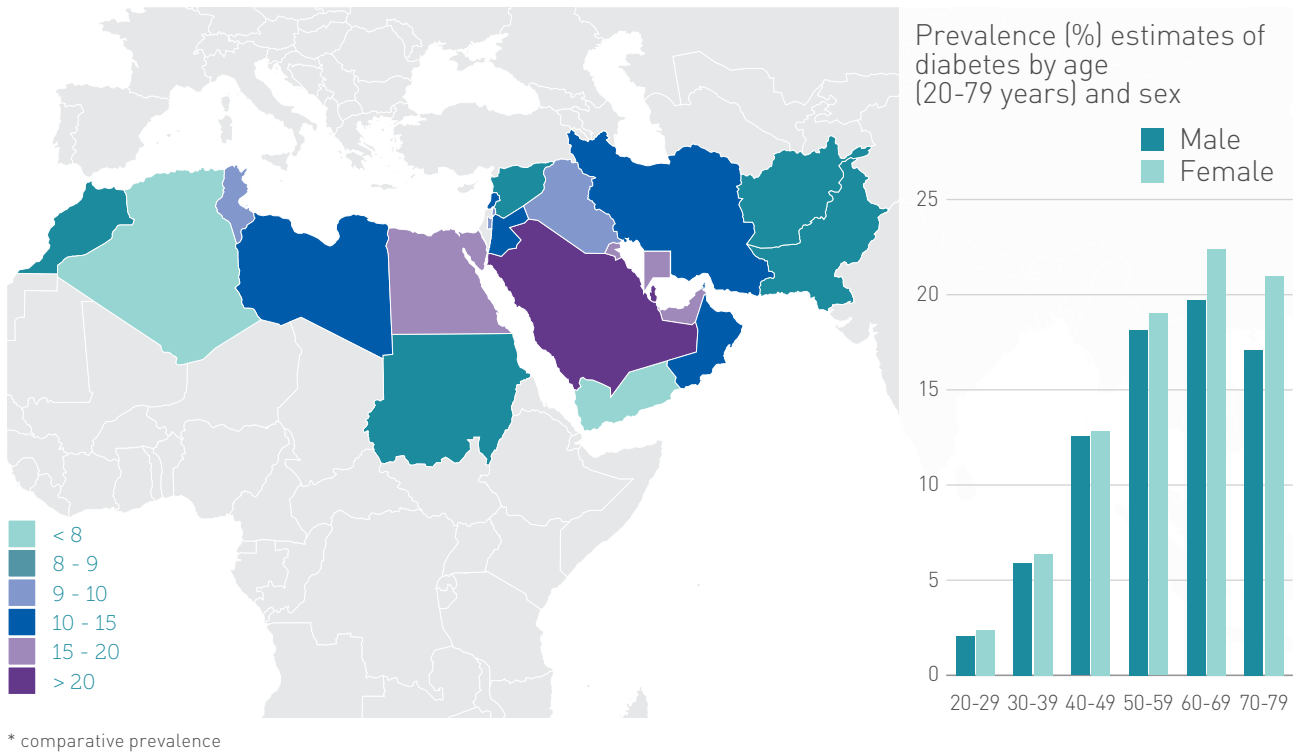 Prevalence (%) estimates of
diabetes by age
(20-79 years) and sex
Male
Female
25
20
15
10
5
0
20-29 30-39 40-49 50-59 60-69 70-79
< 8
8 - 9
9 - 10
10 - 15
15 - 20
> 20
* comparative prevalence